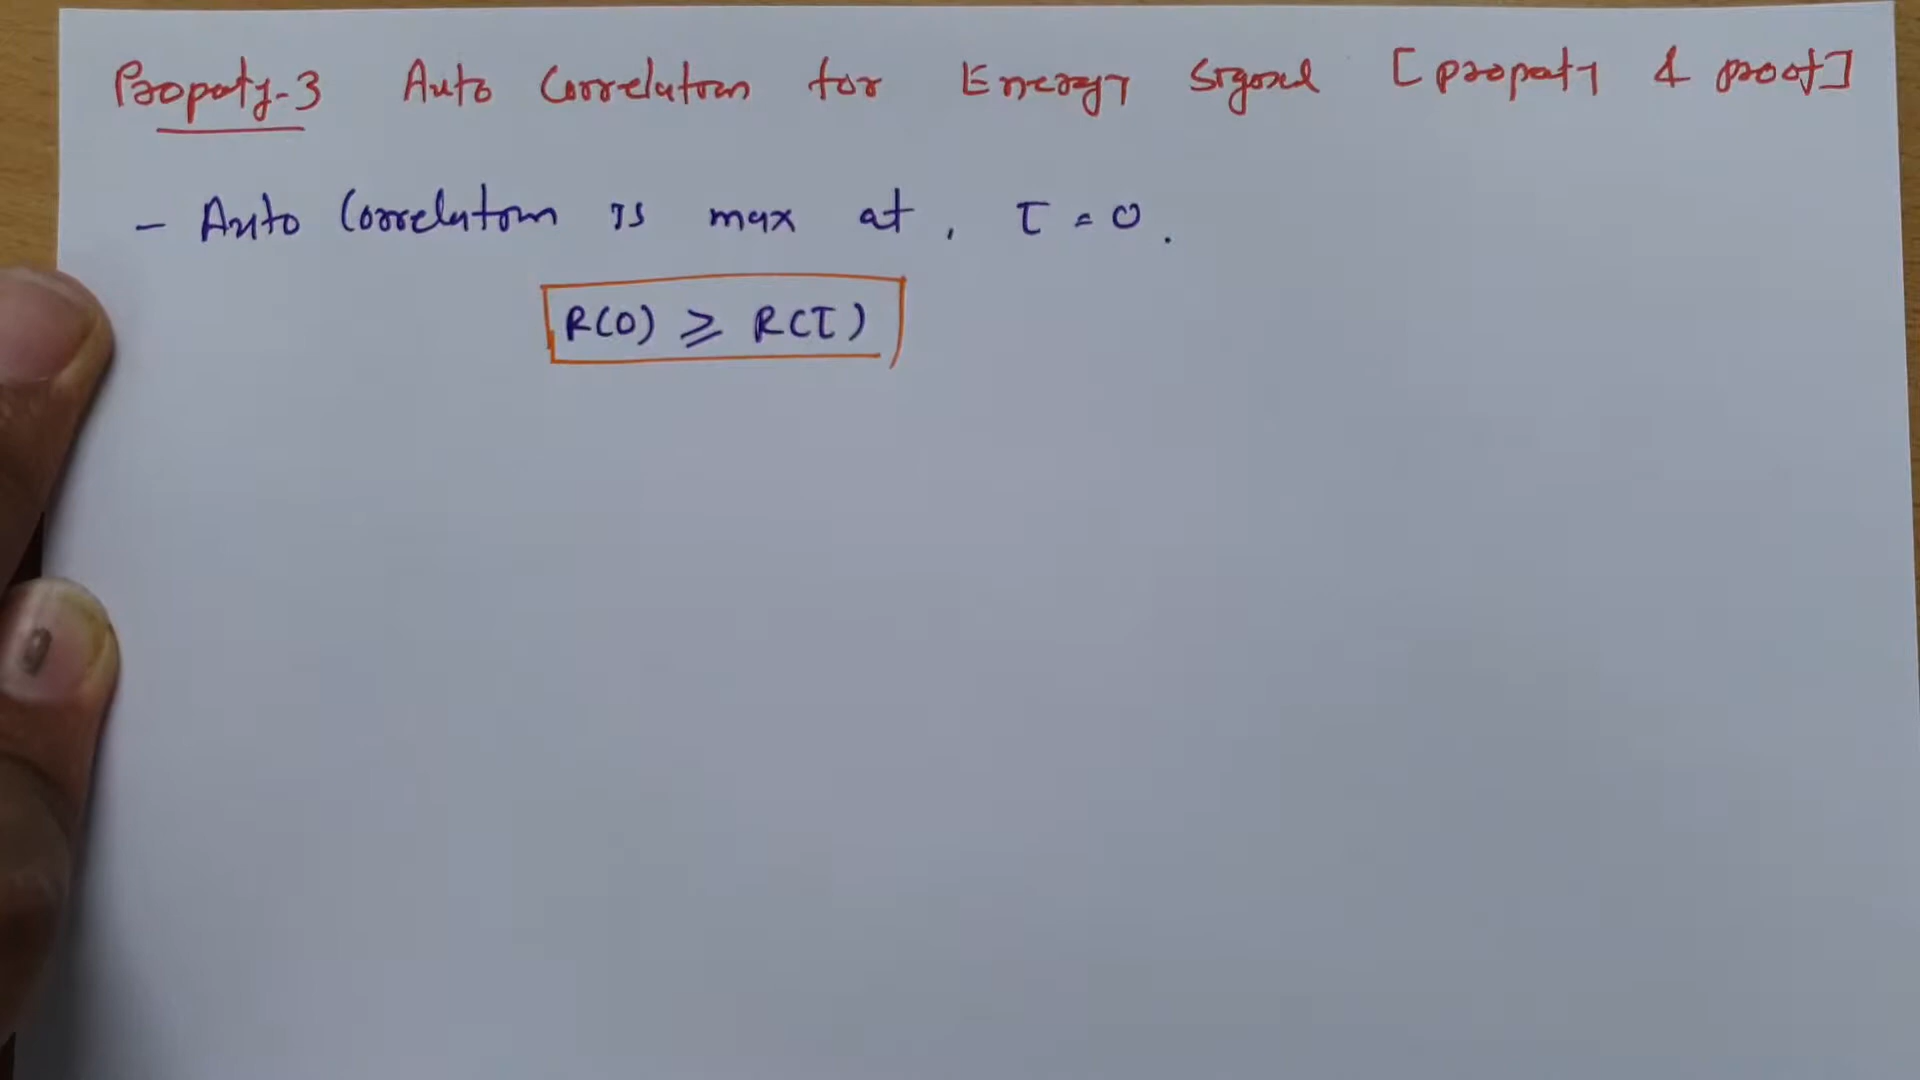 Property-3 Auto Correlation for Energy Signal [property & proof]
- Auto Correlation is max at, τ = 0.
R(0) ⩾ R(τ)